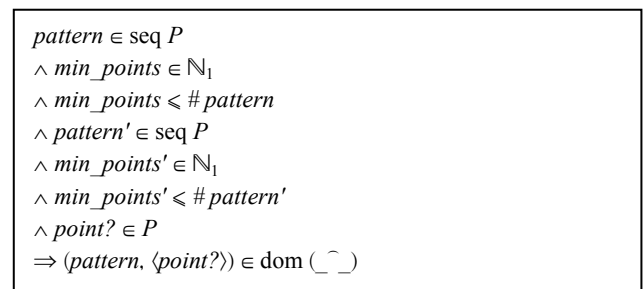 pattern ∈ seq P
∧ min_points ∈ ℕ₁
∧ min_points ⩽ # pattern
∧ pattern′ ∈ seq P
∧ min_points′ ∈ ℕ₁
∧ min_points′ ⩽ # pattern′
∧ point? ∈ P
⇒ (pattern, ⟨point?⟩) ∈ dom (_⁀_)